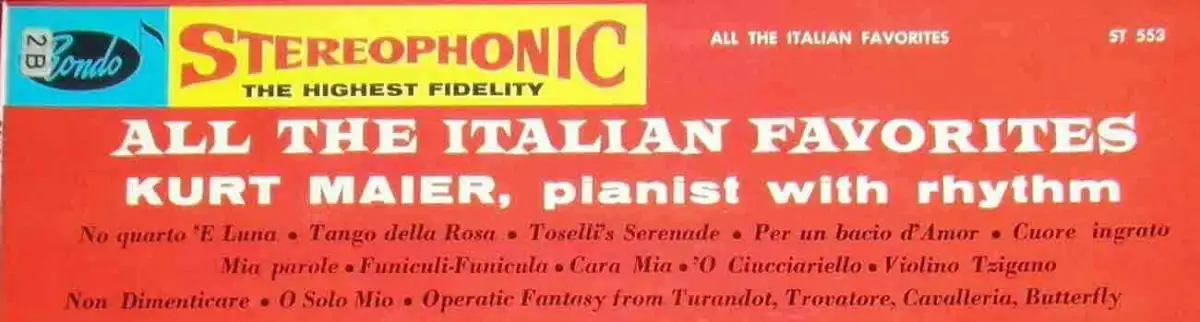 2B
Rondo
STEREOPHONIC
THE HIGHEST FIDELITY
ALL THE ITALIAN FAVORITES
ST 553
ALL THE ITALIAN FAVORITES
KURT MAIER, pianist with rhythm
No quarto 'E Luna • Tango della Rosa • Toselli's Serenade • Per un bacio d'Amor • Cuore ingrato
Mia parole • Funiculi-Funicula • Cara Mia • 'O Ciucciariello • Violino Tzigano
Non Dimenticare • O Solo Mio • Operatic Fantasy from Turandot, Trovatore, Cavalleria, Butterfly